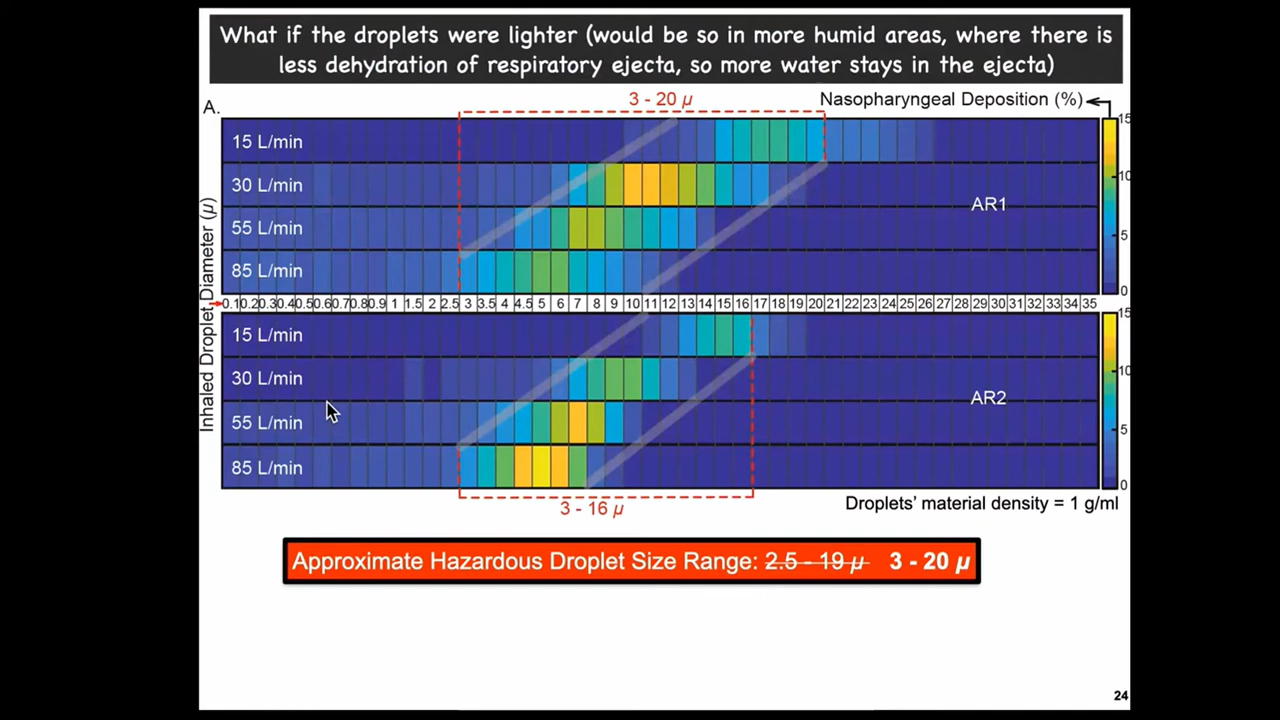 What if the droplets were lighter (would be so in more humid areas, where there is
less dehydration of respiratory ejecta, so more water stays in the ejecta)
3 - 20 μ
Nasopharyngeal Deposition (%)
A.
15 L/min
30 L/min
55 L/min
85 L/min
AR1
15
10
5
0
Inhaled Droplet Diameter (μ)
0.1 0.2 0.3 0.4 0.5 0.6 0.7 0.8 0.9 1 1.5 2 2.5 3 3.5 4 4.5 5 6 7 8 9 10 11 12 13 14 15 16 17 18 19 20 21 22 23 24 25 26 27 28 29 30 31 32 33 34 35
15 L/min
30 L/min
55 L/min
85 L/min
AR2
15
10
5
0
3 - 16 μ
Droplets' material density = 1 g/ml
Approximate Hazardous Droplet Size Range: 2.5 - 19 μ 3 - 20 μ
24